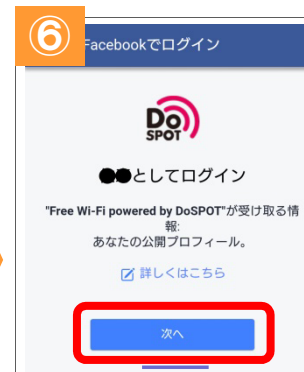 ⑥
Facebookでログイン
Do
SPOT
●●としてログイン
"Free Wi-Fi powered by DoSPOT"が受け取る情
報:
あなたの公開プロフィール。
詳しくはこちら
次へ